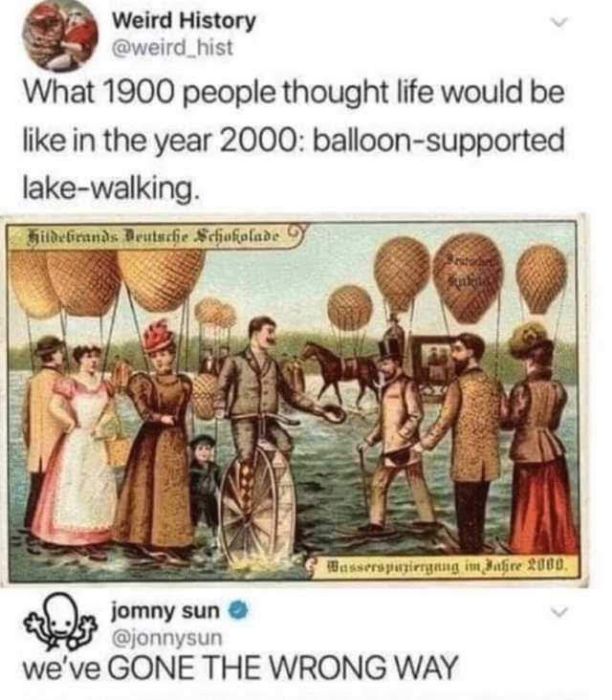 Weird History
@weird_hist
What 1900 people thought life would be
like in the year 2000: balloon-supported
lake-walking.
Hildebrands Deutsche Schokolade
Wasserspaziergang im Jahre 2000.
jomny sun
@jonnysun
we've GONE THE WRONG WAY